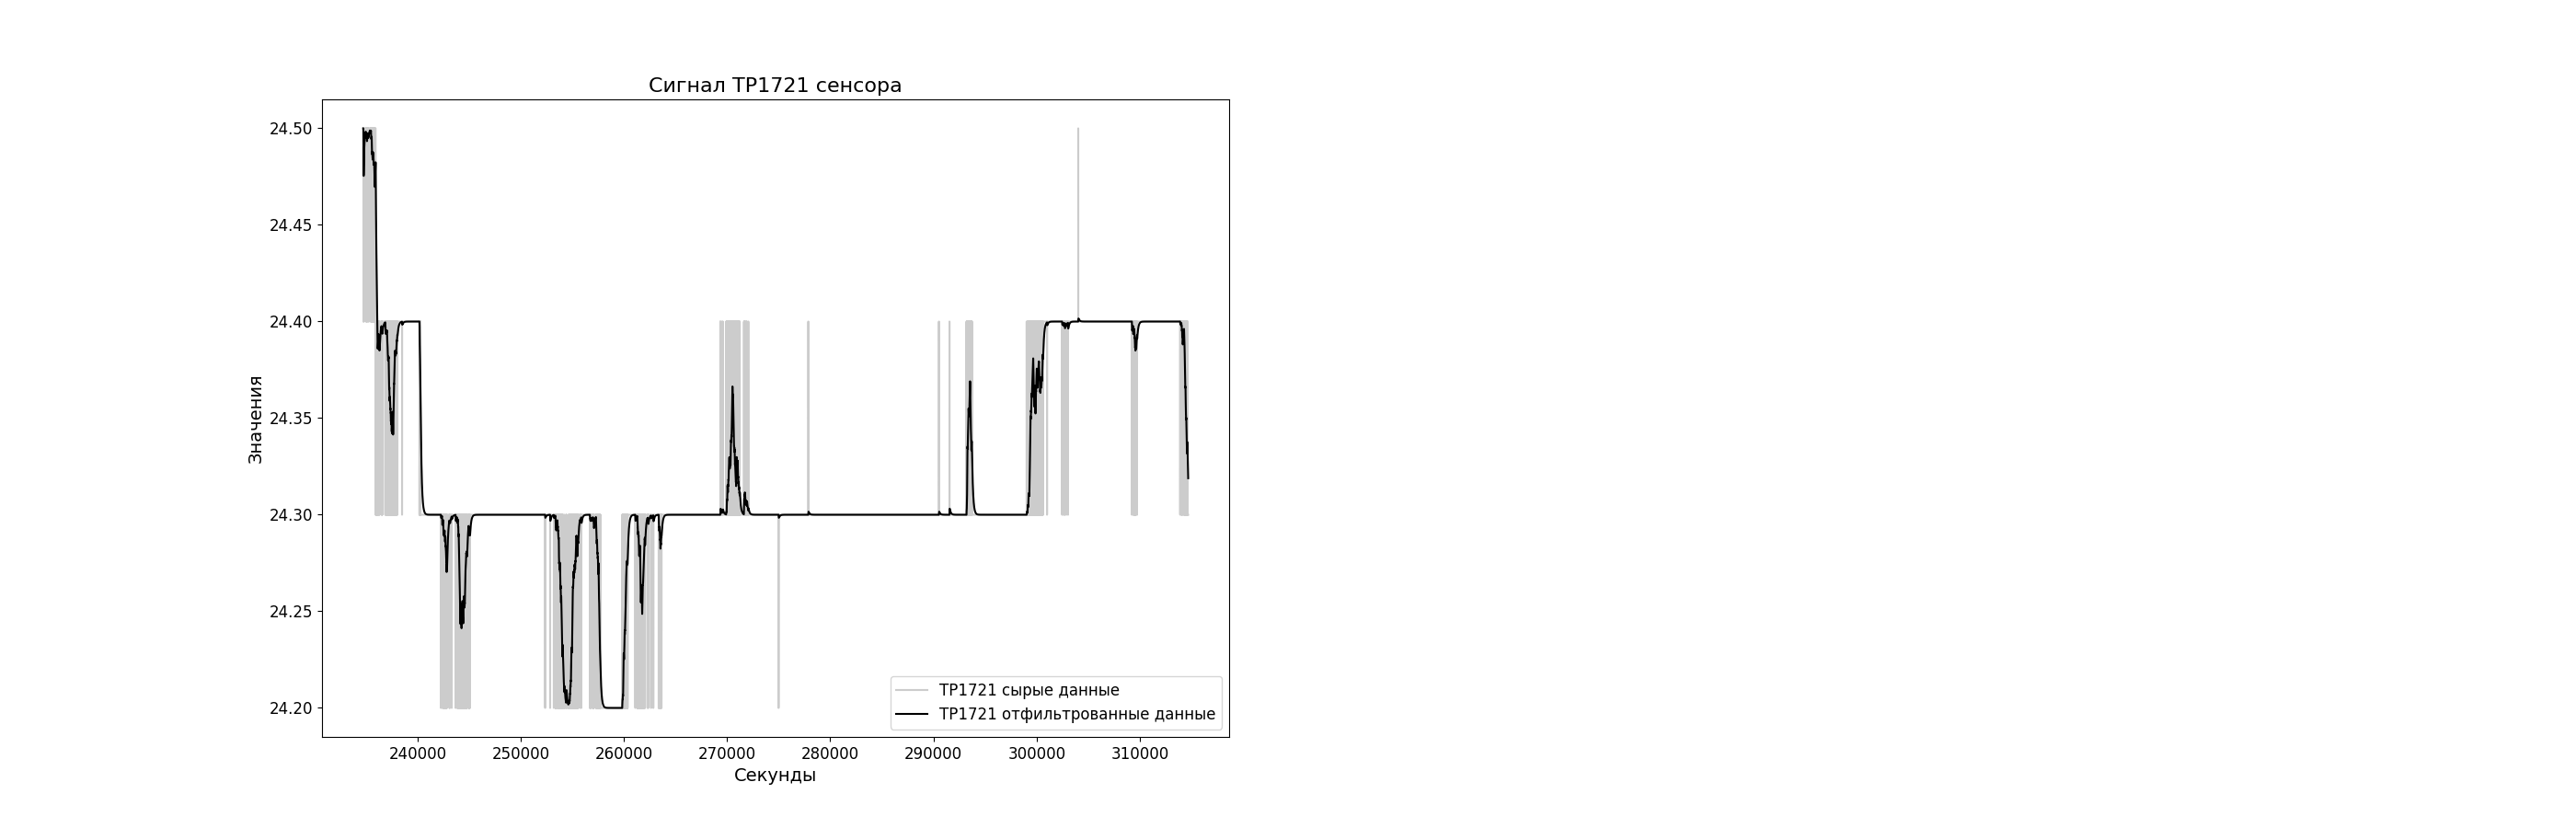 Сигнал TP1721 сенсора
24.50
24.45
24.40
24.35
24.30
24.25
24.20
Значения
240000 250000 260000 270000 280000 290000 300000 310000
Секунды
TP1721 сырые данные
TP1721 отфильтрованные данные